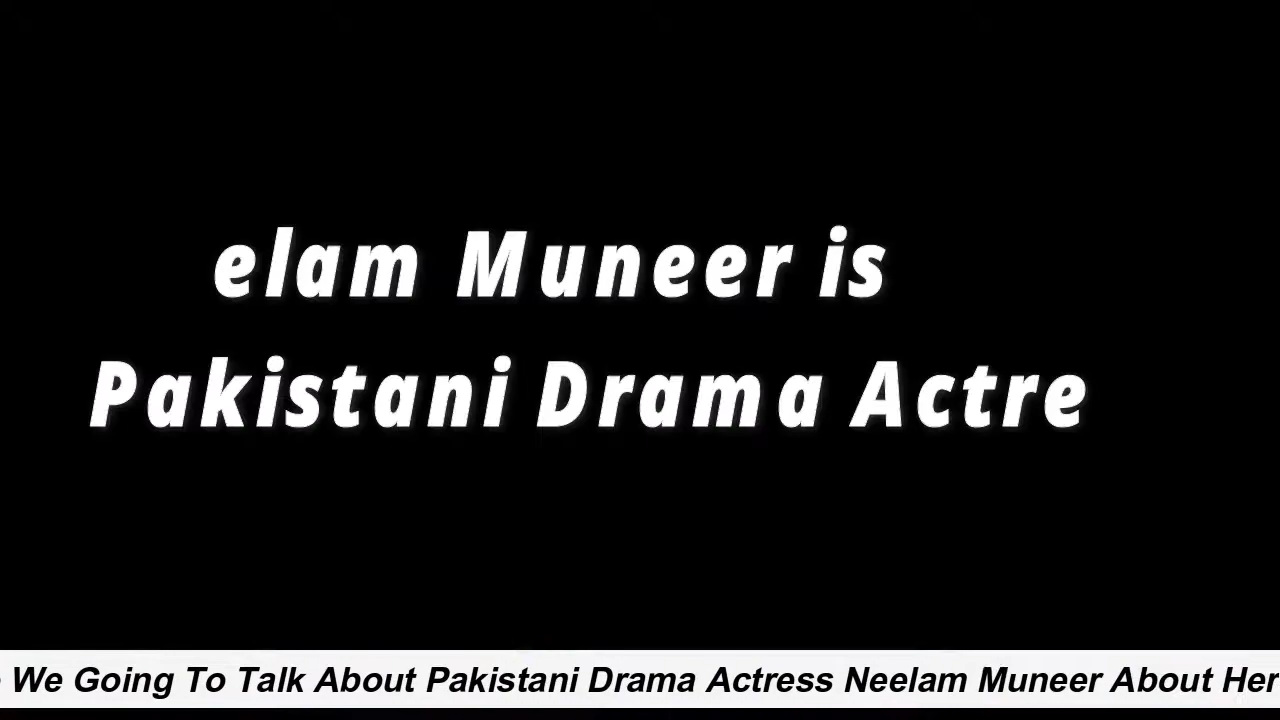 elam Muneer is
Pakistani Drama Actre
We Going To Talk About Pakistani Drama Actress Neelam Muneer About Her